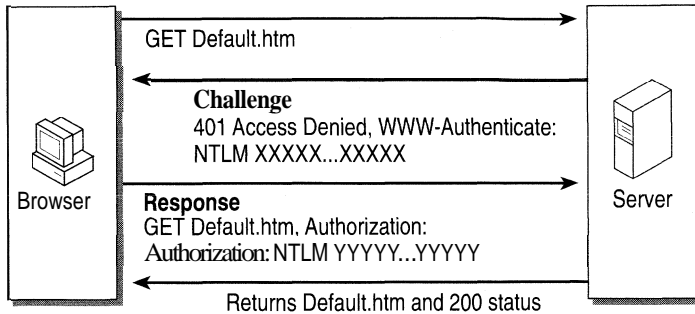 GET Default.htm
Challenge
401 Access Denied, WWW-Authenticate:
NTLM XXXXX...XXXXX
Browser
Server
Response
GET Default.htm, Authorization:
Authorization: NTLM YYYYY...YYYYY
Returns Default.htm and 200 status